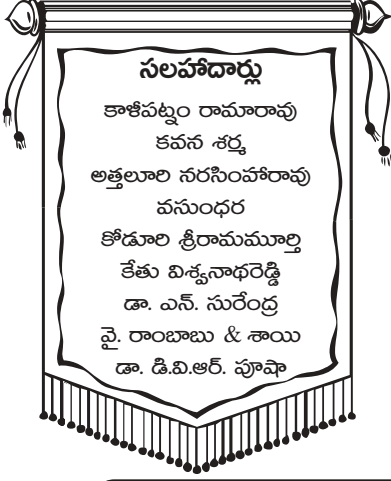 సలహాదార్లు
కాళీపట్నం రామారావు
కవన శర్మ
అత్తలూరి నరసింహారావు
వసుంధర
కోడూరి శ్రీరామమూర్తి
కేతు విశ్వనాథరెడ్డి
డా. ఎన్. సురేంద్ర
వై. రాంబాబు & శాయి
డా. డి.వి.ఆర్. పూషా